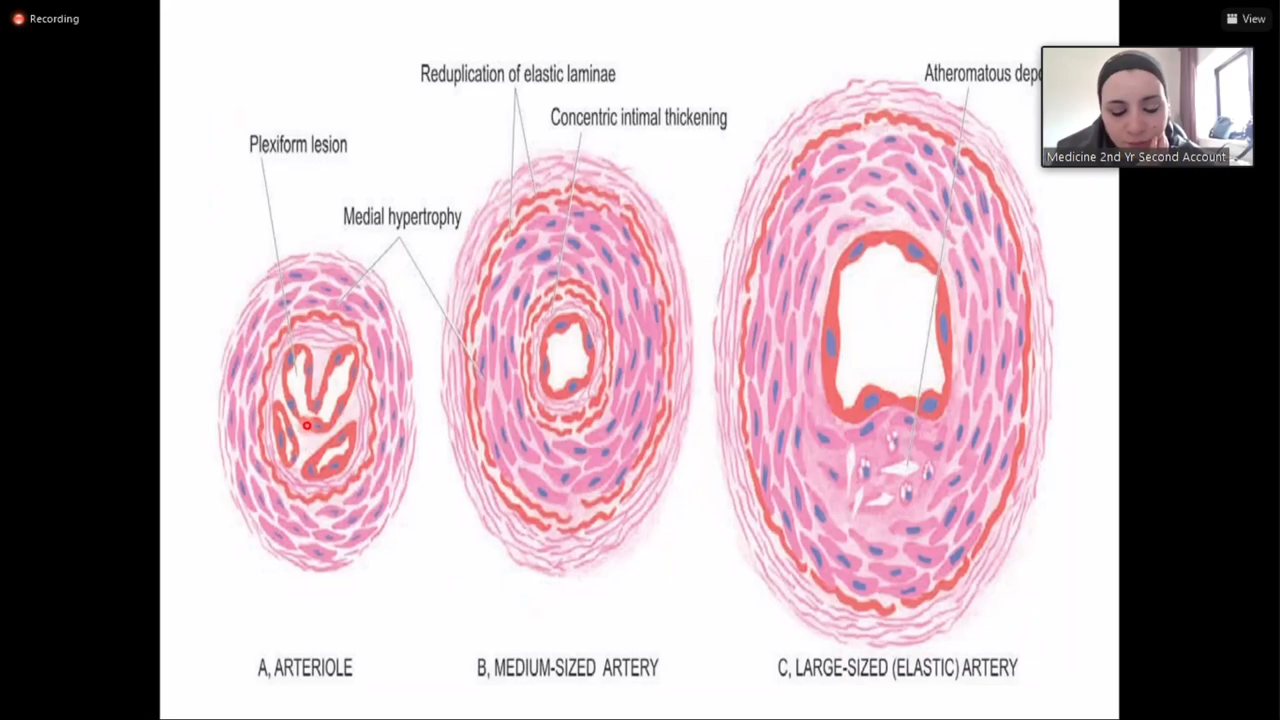 Recording
View
Reduplication of elastic laminae
Atheromatous
Concentric intimal thickening
Plexiform lesion
Medicine 2nd Yr Second Account
Medial hypertrophy
A, ARTERIOLE
B, MEDIUM-SIZED ARTERY
C, LARGE-SIZED (ELASTIC) ARTERY